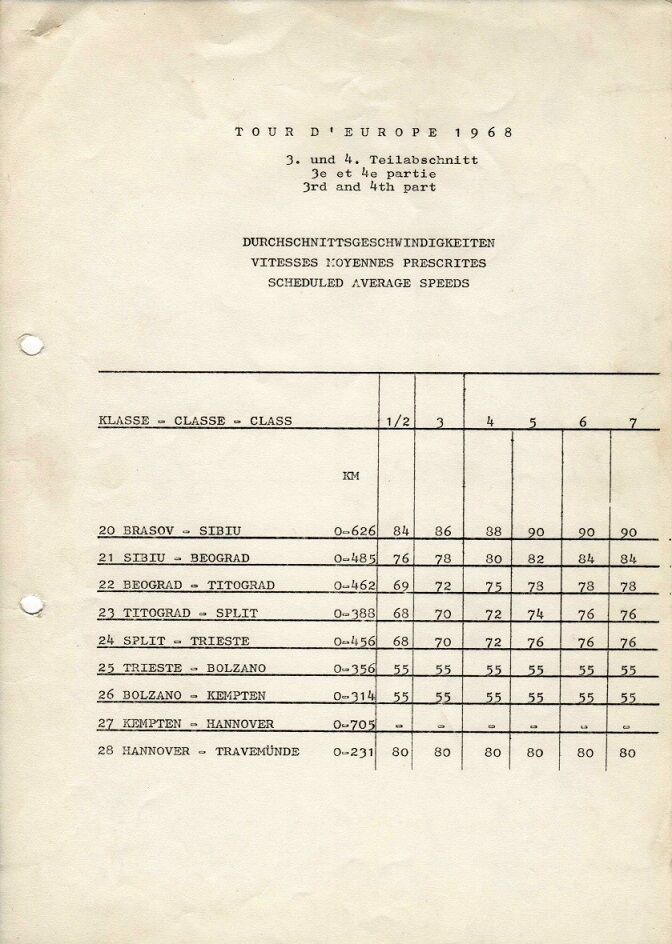 TOUR D'EUROPE 1968
3. und 4. Teilabschnitt
3e et 4e partie
3rd and 4th part
DURCHSCHNITTSGESCHWINDIGKEITEN
VITESSES MOYENNES PRESCRITES
SCHEDULED AVERAGE SPEEDS
KLASSE - CLASSE - CLASS 1/2 3 4 5 6 7
KM
20 BRASOV - SIBIU 0-626 84 86 88 90 90 90
21 SIBIU - BEOGRAD 0-485 76 78 80 82 84 84
22 BEOGRAD - TITOGRAD 0-462 69 72 75 78 78 78
23 TITOGRAD - SPLIT 0-388 68 70 72 74 76 76
24 SPLIT - TRIESTE 0-456 68 70 72 76 76 76
25 TRIESTE - BOLZANO 0-356 55 55 55 55 55 55
26 BOLZANO - KEMPTEN 0-314 55 55 55 55 55 55
27 KEMPTEN - HANNOVER 0-705 - - - - - -
28 HANNOVER - TRAVEMÜNDE 0-231 80 80 80 80 80 80